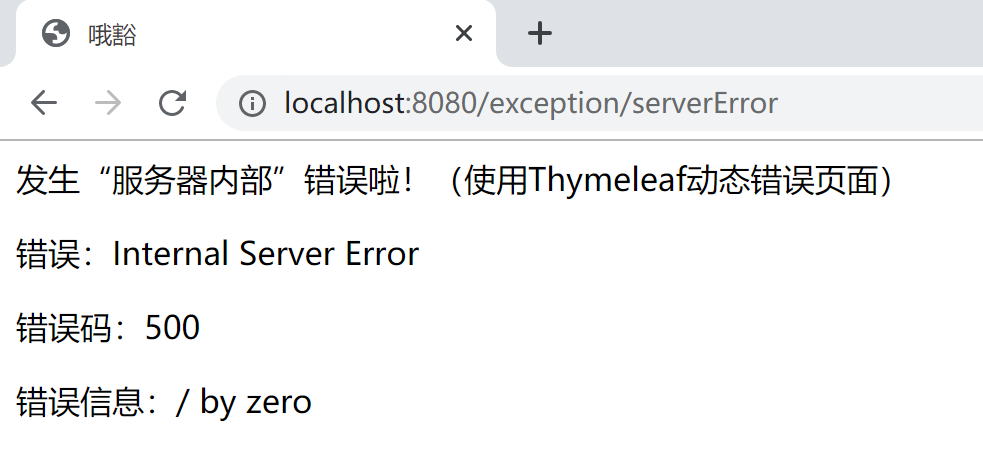 哦豁
localhost:8080/exception/serverError
发生“服务器内部”错误啦！（使用Thymeleaf动态错误页面）
错误：Internal Server Error
错误码：500
错误信息：/ by zero